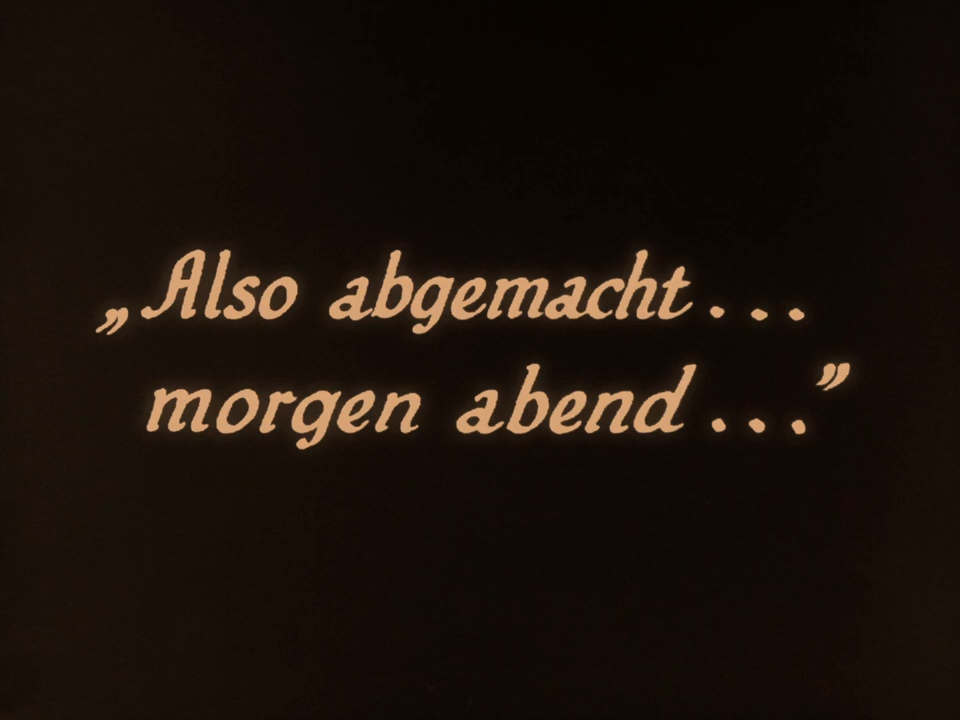 „Also abgemacht . . .
morgen abend . . .”